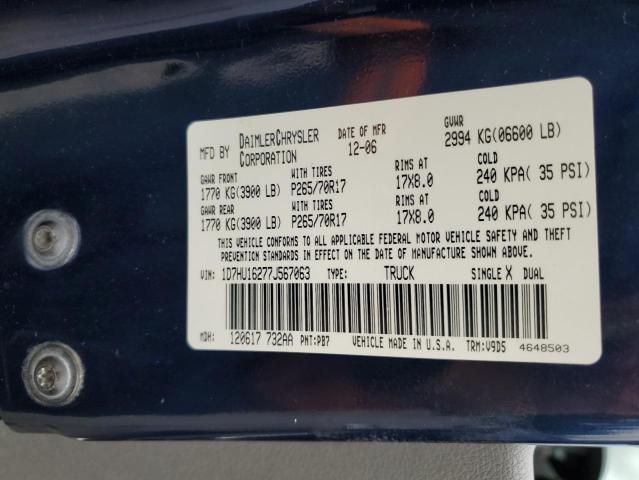 MFD BY DAIMLERCHRYSLER CORPORATION DATE OF MFR 12-06 GVWR 2994 KG(06600 LB)
GAWR FRONT WITH TIRES RIMS AT COLD
1770 KG(3900 LB) P265/70R17 17X8.0 240 KPA( 35 PSI)
GAWR REAR WITH TIRES RIMS AT COLD
1770 KG(3900 LB) P265/70R17 17X8.0 240 KPA( 35 PSI)
THIS VEHICLE CONFORMS TO ALL APPLICABLE FEDERAL MOTOR VEHICLE SAFETY AND THEFT
PREVENTION STANDARDS IN EFFECT ON THE DATE OF MANUFACTURE SHOWN ABOVE.
VIN: 1D7HU16277J567063 TYPE: TRUCK SINGLE X DUAL
MDH: 120617 732AA PNT:PB7 VEHICLE MADE IN U.S.A. TRM:V9D5 4648503